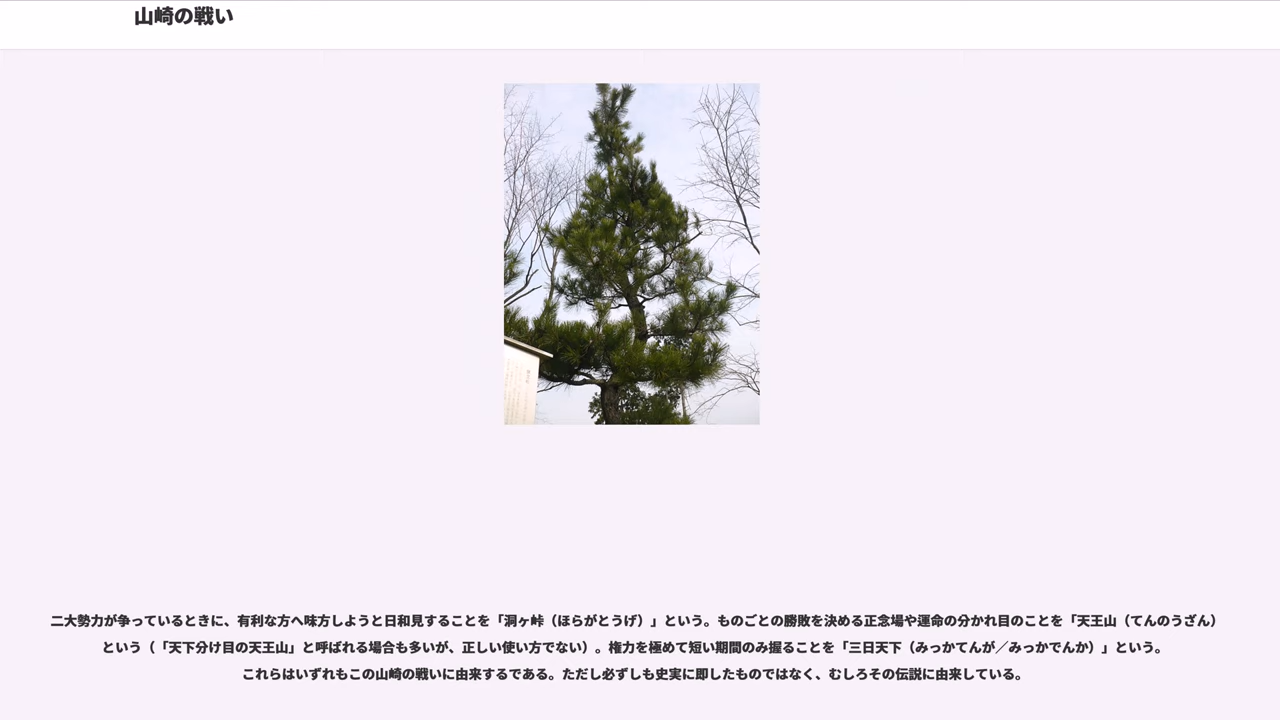 山崎の戦い
二大勢力が争っているときに、有利な方へ味方しようと日和見することを「洞ヶ峠（ほらがとうげ）」という。ものごとの勝敗を決める正念場や運命の分かれ目のことを「天王山（てんのうざん）
という（「天下分け目の天王山」と呼ばれる場合も多いが、正しい使い方でない）。権力を極めて短い期間のみ握ることを「三日天下（みっかてんが／みっかでんか）」という。
これらはいずれもこの山崎の戦いに由来するである。ただし必ずしも史実に即したものではなく、むしろその伝説に由来している。